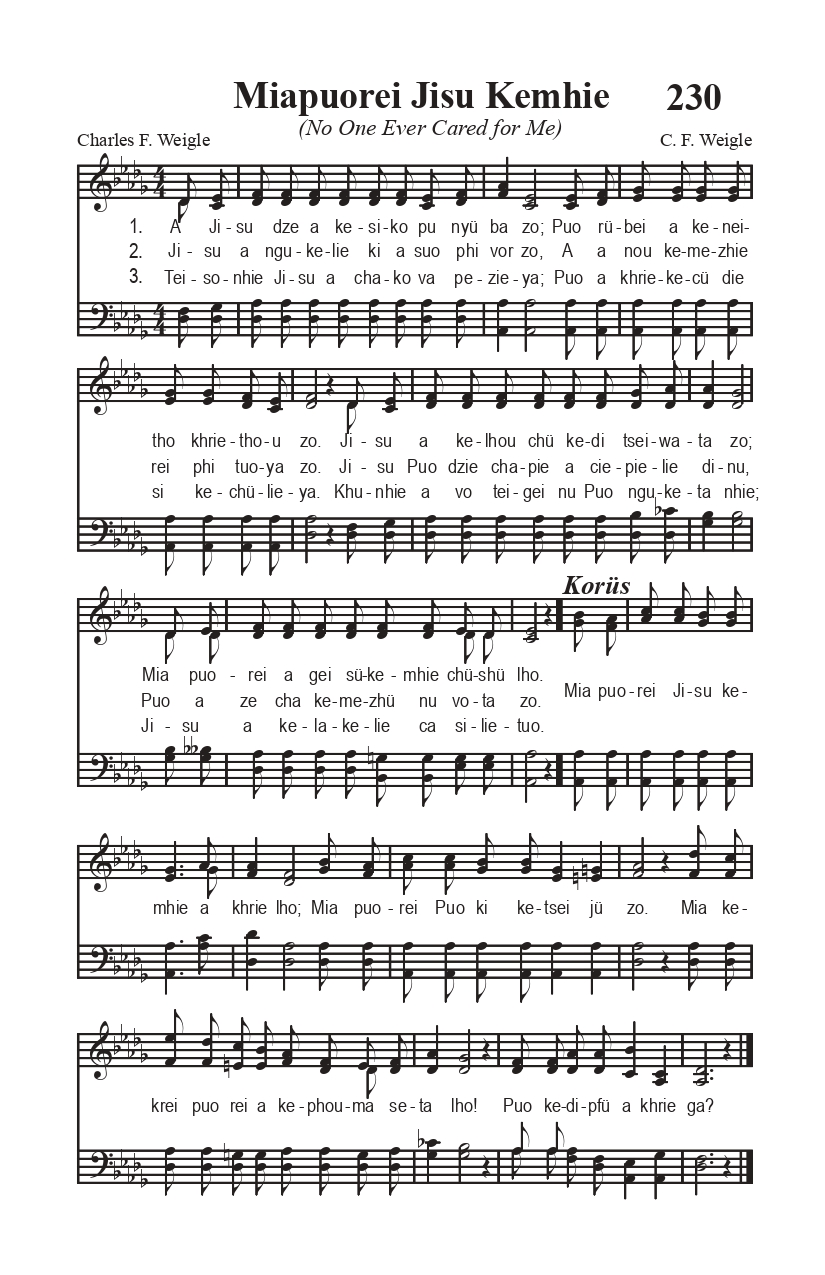 Miapuorei Jisu Kemhie 230
(No One Ever Cared for Me)
Charles F. Weigle C. F. Weigle
1. A Ji - su dze a ke - si - ko pu nyü ba zo; Puo rü - bei a ke - nei -
2. Ji - su a ngu - ke - lie ki a suo phi vor zo, A a nou ke - me - zhie
3. Tei - so - nhie Ji - su a cha - ko va pe - zie - ya; Puo a khrie - ke - cü die
tho khrie - tho - u zo. Ji - su a ke - lhou chü ke - di tsei - wa - ta zo;
rei phi tuo - ya zo. Ji - su Puo dzie cha - pie a cie - pie - lie di - nu,
si ke - chü - lie - ya. Khu - nhie a vo tei - gei nu Puo ngu - ke - ta nhie;
Korüs
Mia puo - rei a gei sü - ke - mhie chü - shü lho.
Puo a ze cha ke - me - zhü nu vo - ta zo.
Ji - su a ke - la - ke - lie ca si - lie - tuo.
Mia puo - rei Ji - su ke -
mhie a khrie lho; Mia puo - rei Puo ki ke - tsei jü zo. Mia ke -
krei puo rei a ke - phou - ma se - ta lho! Puo ke - di - pfü a khrie ga?